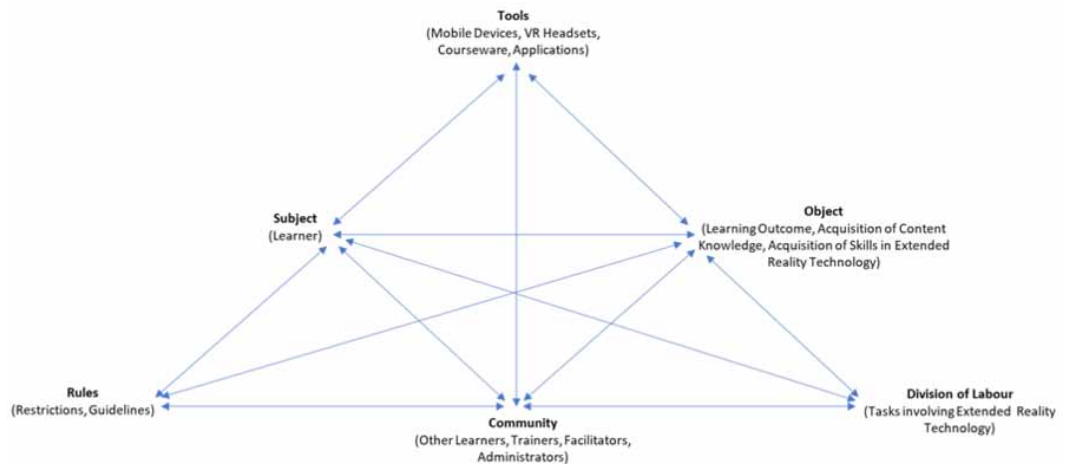 Tools
(Mobile Devices, VR Headsets,
Courseware, Applications)
Subject
(Learner)
Object
(Learning Outcome, Acquisition of Content
Knowledge, Acquisition of Skills in Extended
Reality Technology)
Rules
(Restrictions, Guidelines)
Community
(Other Learners, Trainers, Facilitators,
Administrators)
Division of Labour
(Tasks involving Extended Reality
Technology)